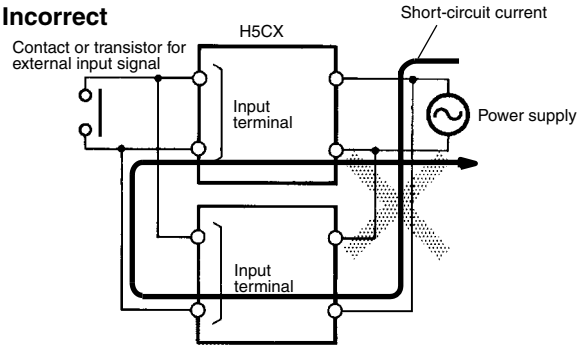 Incorrect
Short-circuit current
H5CX
Contact or transistor for
external input signal
Input
terminal
Power supply
Input
terminal